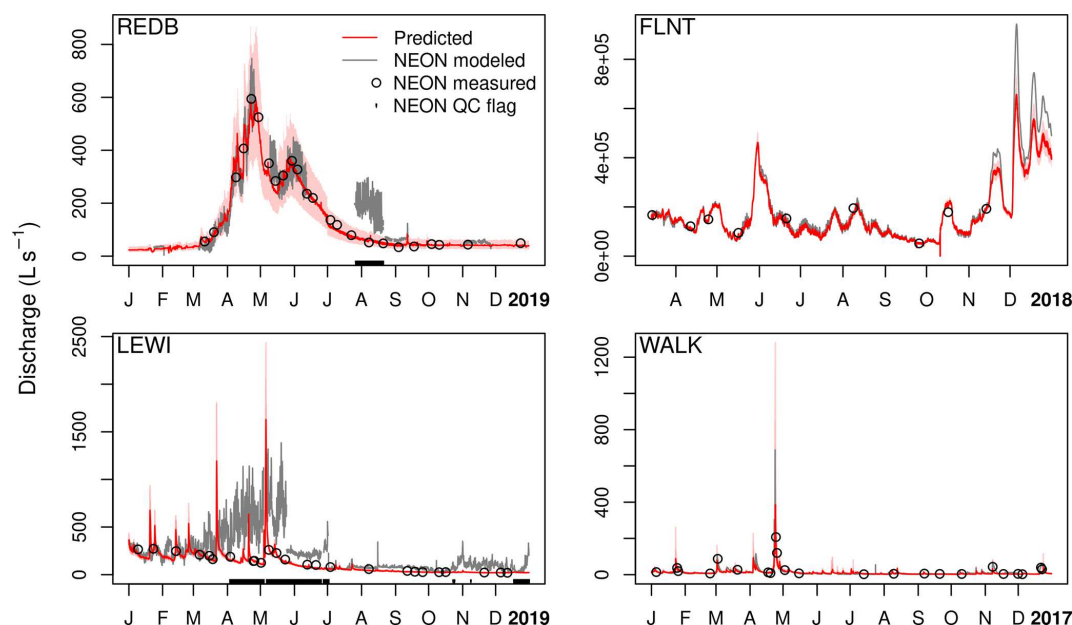 REDB
Predicted
NEON modeled
NEON measured
NEON QC flag
0 200 400 600 800
J F M A M J J A S O N D 2019
FLNT
0e+00 4e+05 8e+05
A M J J A S O N D 2018
Discharge (L s⁻¹)
LEWI
0 500 1500 2500
J F M A M J J A S O N D 2019
WALK
0 400 800 1200
J F M A M J J A S O N D 2017